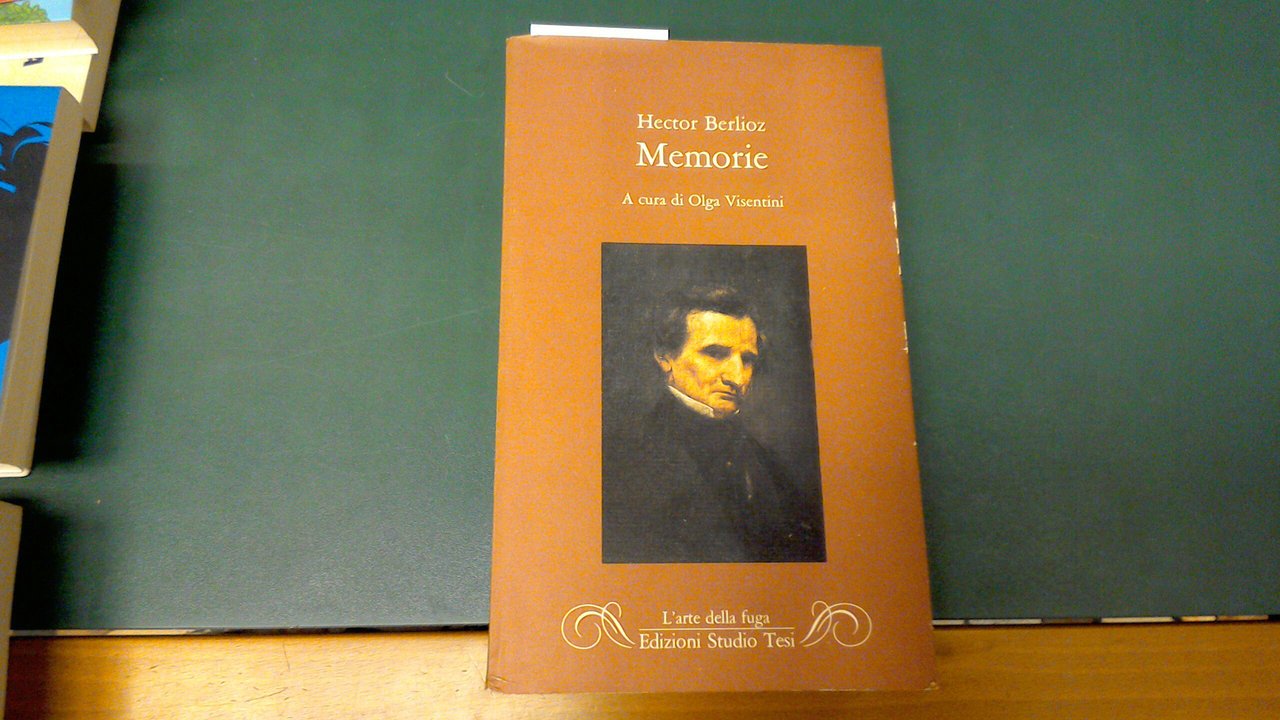 Hector Berlioz
Memorie
A cura di Olga Visentini
L'arte della fuga
Edizioni Studio Tesi